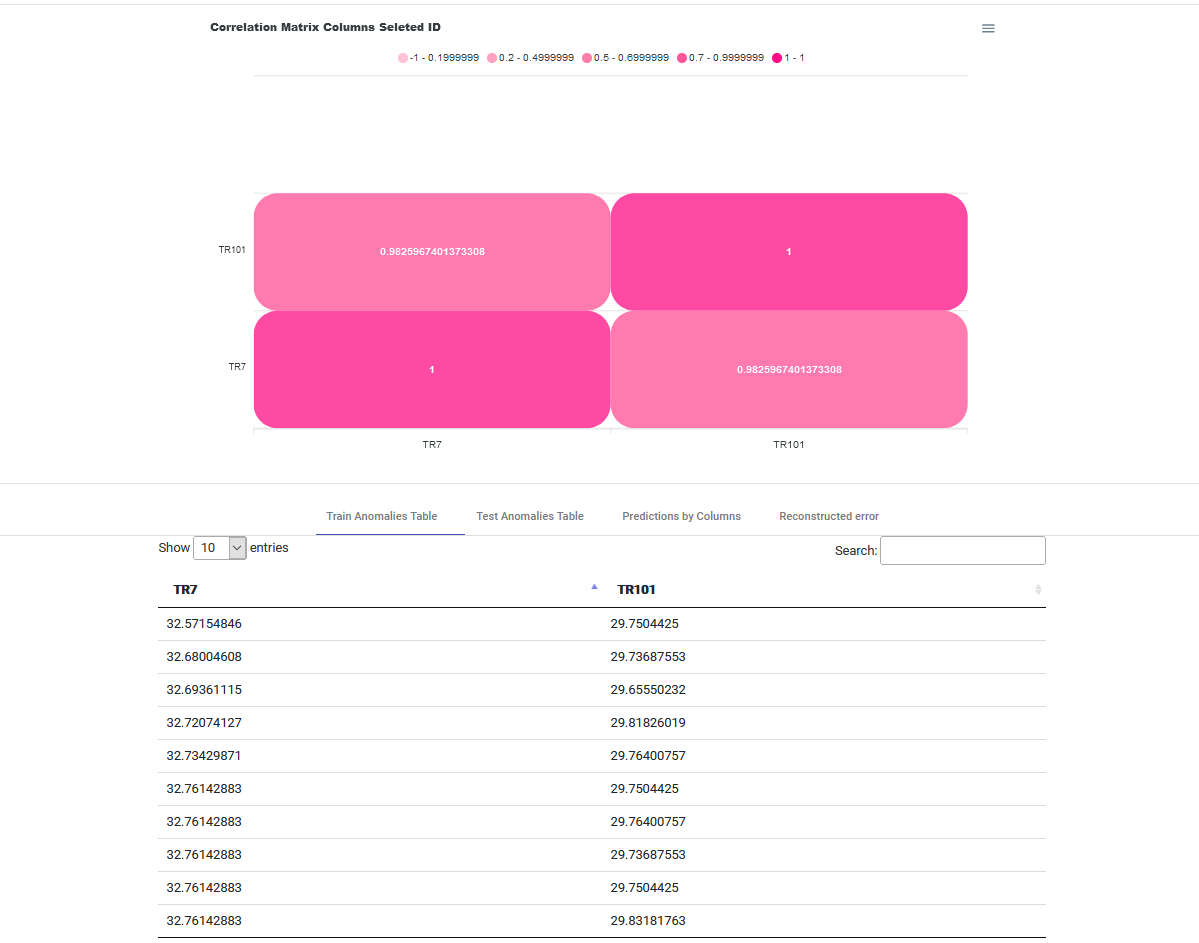 Correlation Matrix Columns Seleted ID
-1 - 0.1999999 0.2 - 0.4999999 0.5 - 0.6999999 0.7 - 0.9999999 1 - 1
TR101 0.9825967401373308 1
TR7 1 0.9825967401373308
TR7 TR101
Train Anomalies Table Test Anomalies Table Predictions by Columns Reconstructed error
Show 10 entries Search:
TR7 TR101
32.57154846 29.7504425
32.68004608 29.73687553
32.69361115 29.65550232
32.72074127 29.81826019
32.73429871 29.76400757
32.76142883 29.7504425
32.76142883 29.76400757
32.76142883 29.73687553
32.76142883 29.7504425
32.76142883 29.83181763